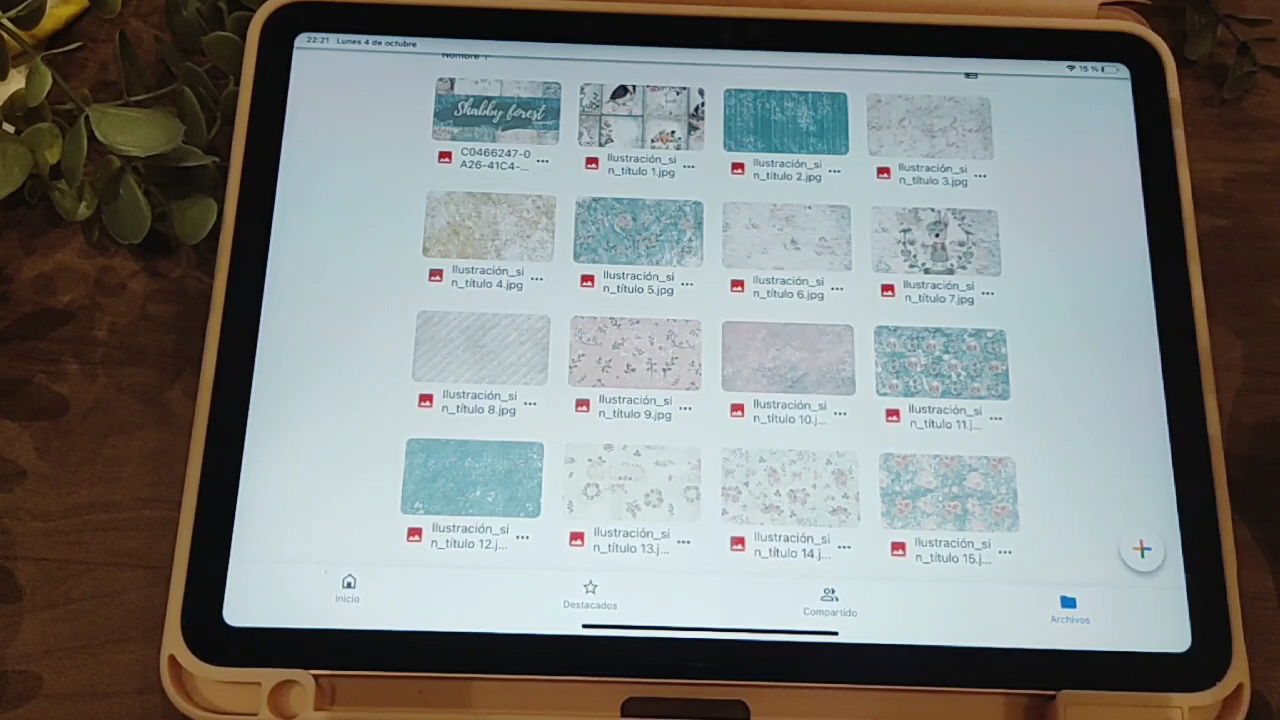 22:21 Lunes 4 de octubre
15 %
Nombre ↑
Shabby forest
C0466247-0
A26-41C4-...
Ilustración_si
n_título 1.jpg
Ilustración_si
n_título 2.jpg
Ilustración_si
n_título 3.jpg
Ilustración_si
n_título 4.jpg
Ilustración_si
n_título 5.jpg
Ilustración_si
n_título 6.jpg
Ilustración_si
n_título 7.jpg
Ilustración_si
n_título 8.jpg
Ilustración_si
n_título 9.jpg
Ilustración_si
n_título 10.j...
Ilustración_si
n_título 11.j...
Ilustración_si
n_título 12.j...
Ilustración_si
n_título 13.j...
Ilustración_si
n_título 14.j...
Ilustración_si
n_título 15.j...
Inicio
Destacados
Compartido
Archivos